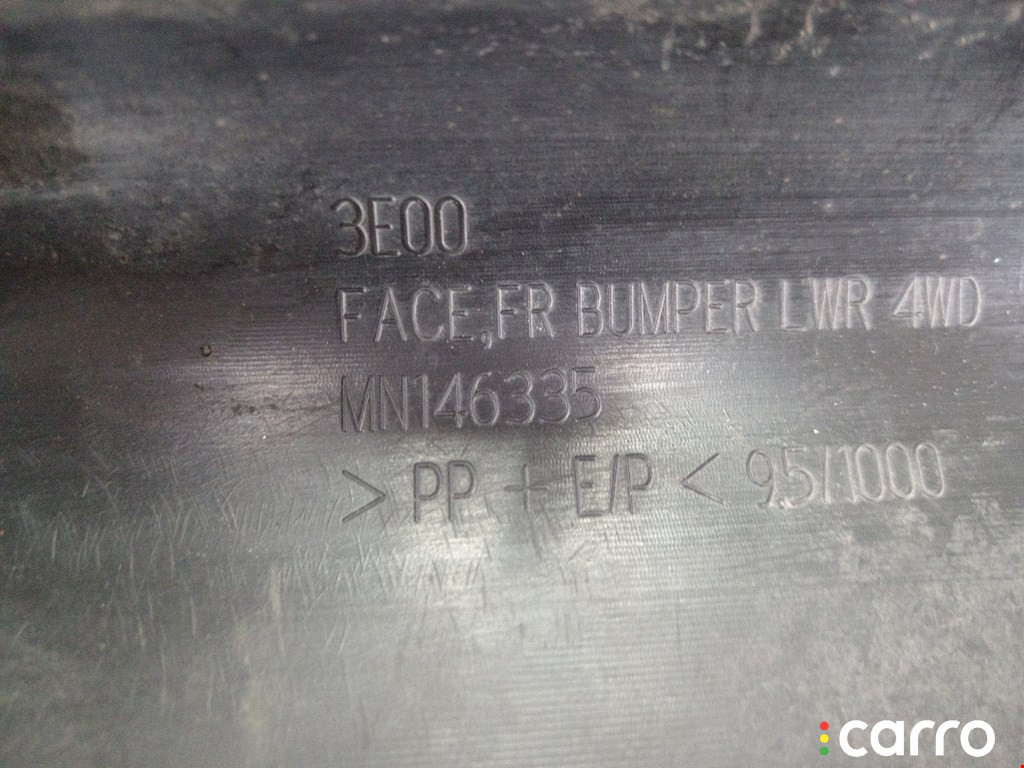 3E00
FACE,FR BUMPER LWR 4WD
MN146335
> PP + E/P < 9.5/1000
carro